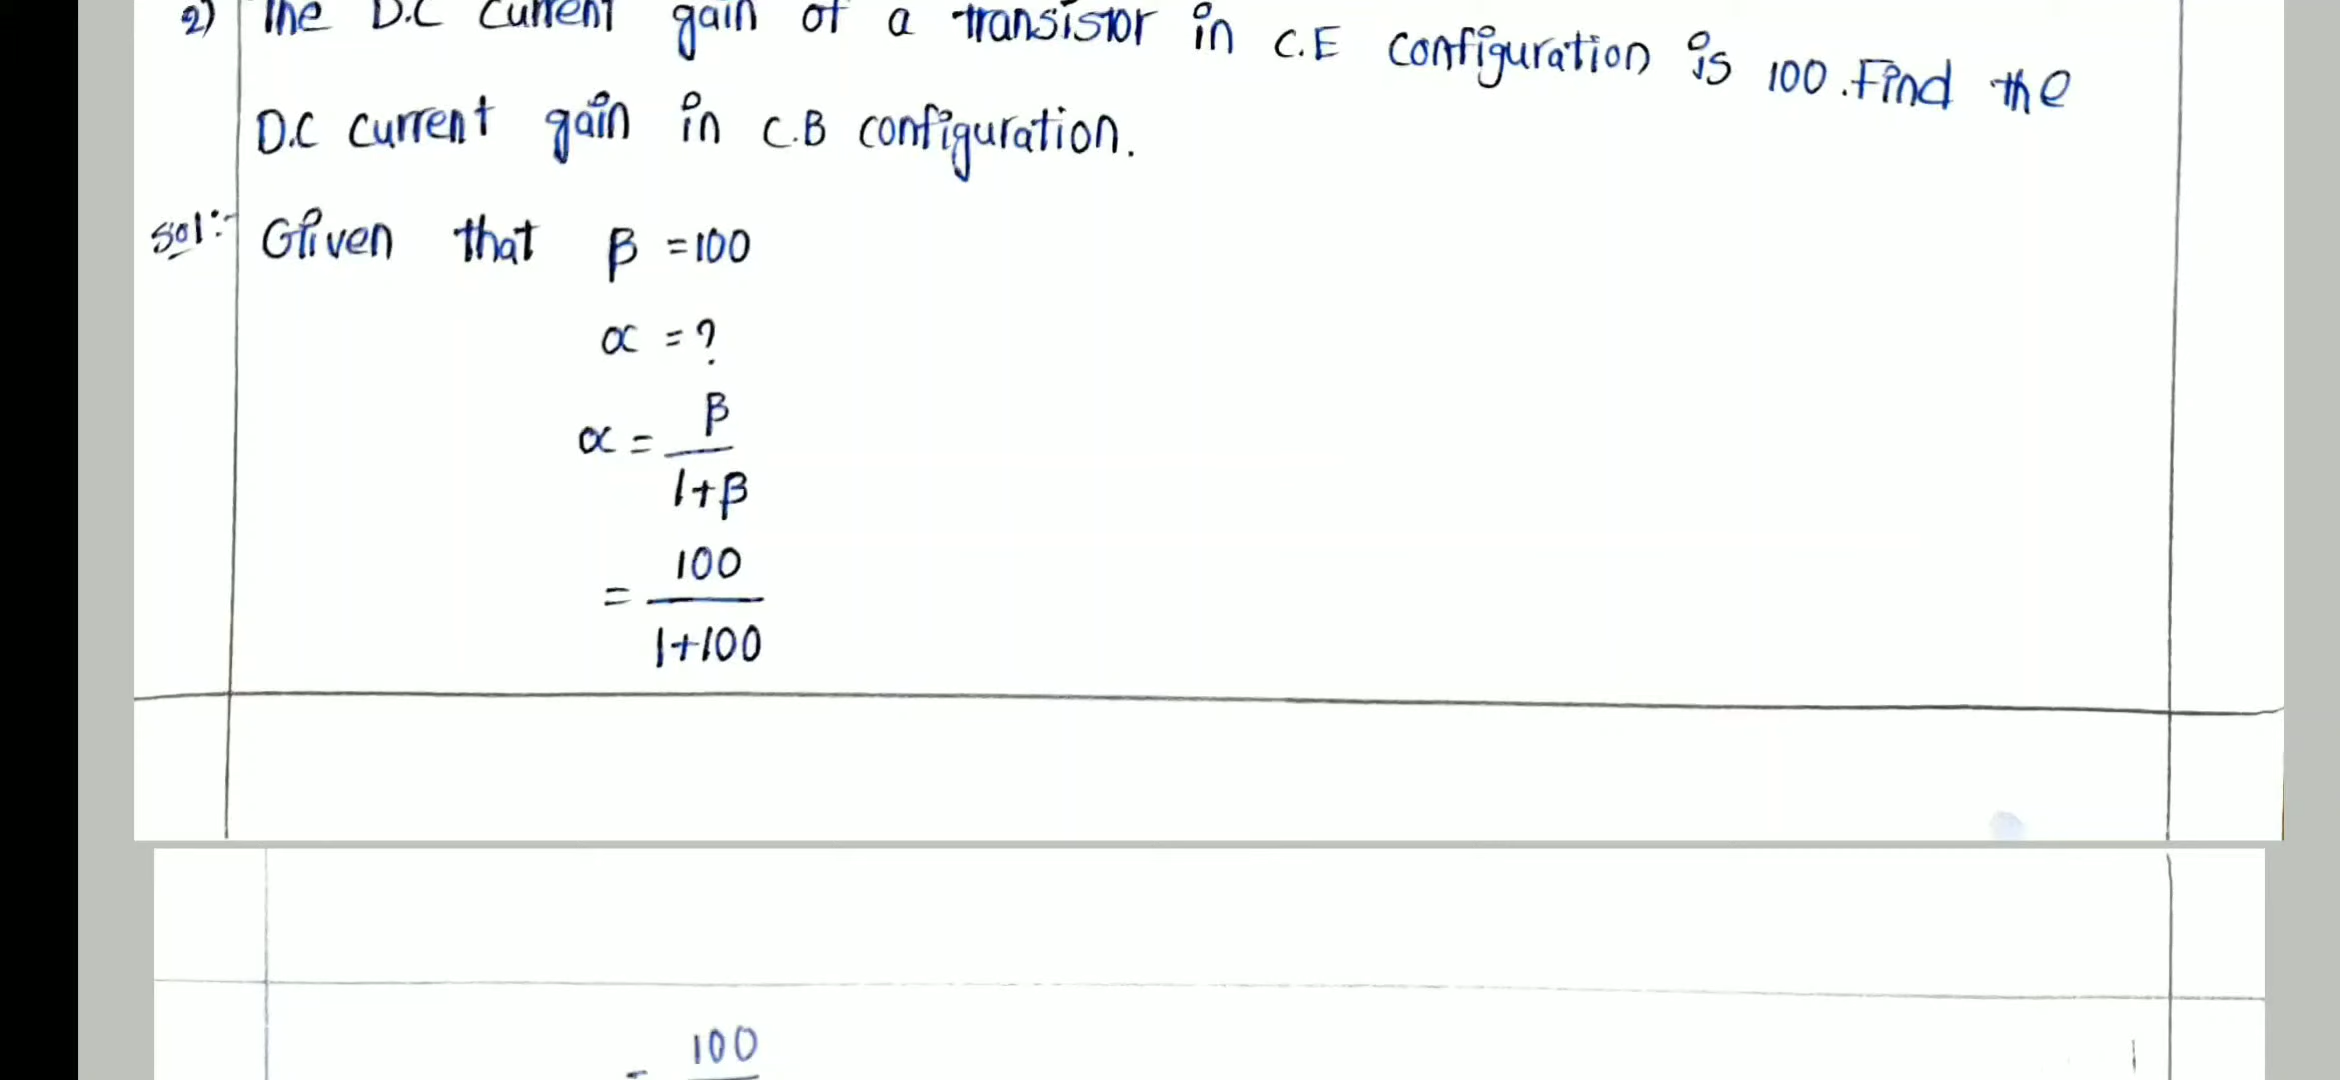 2) The D.C current gain of a transistor in C.E configuration is 100. Find the
D.C current gain in C.B configuration.
Sol:- Given that β = 100
α = ?
α = β
1+β
= 100
1+100
= 100